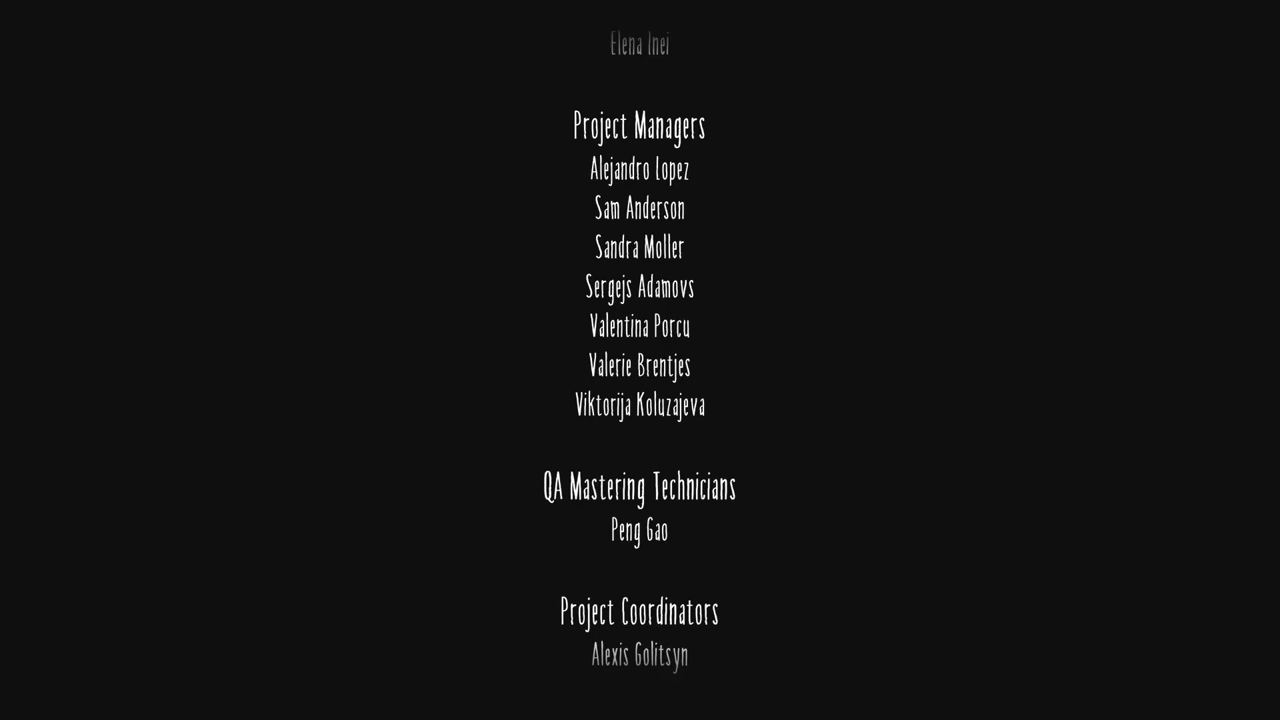 Elena Inei
Project Managers
Alejandro Lopez
Sam Anderson
Sandra Moller
Sergejs Adamovs
Valentina Porcu
Valerie Brentjes
Viktorija Koluzajeva
QA Mastering Technicians
Peng Gao
Project Coordinators
Alexis Golitsyn